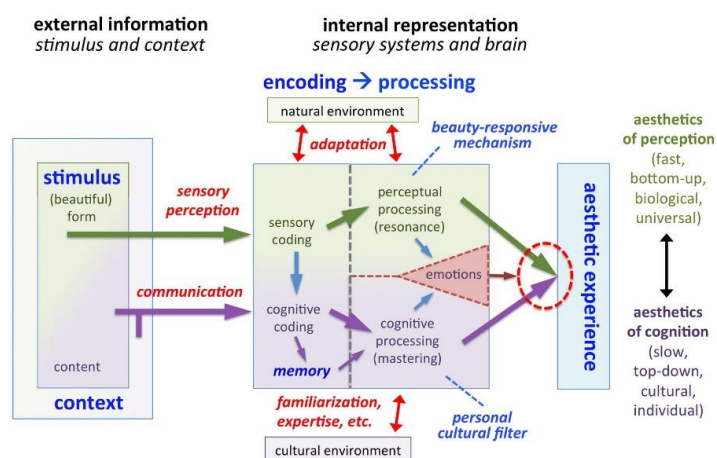 external information
stimulus and context
internal representation
sensory systems and brain
encoding → processing
natural environment
adaptation
beauty-responsive
mechanism
aesthetics
of perception
(fast,
bottom-up,
biological,
universal)
stimulus
(beautiful)
form
sensory
perception
sensory
coding
perceptual
processing
(resonance)
emotions
aesthetic experience
communication
cognitive
coding
cognitive
processing
(mastering)
memory
content
context
familiarization,
expertise, etc.
personal
cultural filter
cultural environment
aesthetics
of cognition
(slow,
top-down,
cultural,
individual)